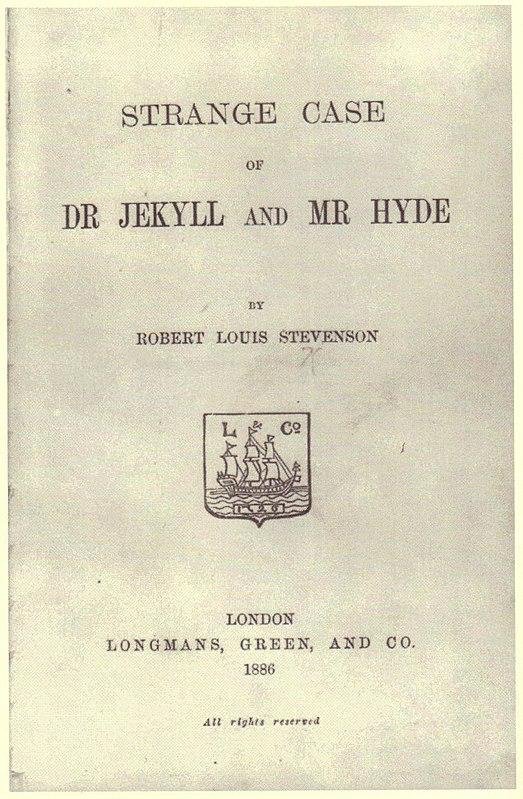 STRANGE CASE
OF
DR JEKYLL AND MR HYDE
BY
ROBERT LOUIS STEVENSON
L & Co
LONDON
LONGMANS, GREEN, AND CO.
1886
All rights reserved